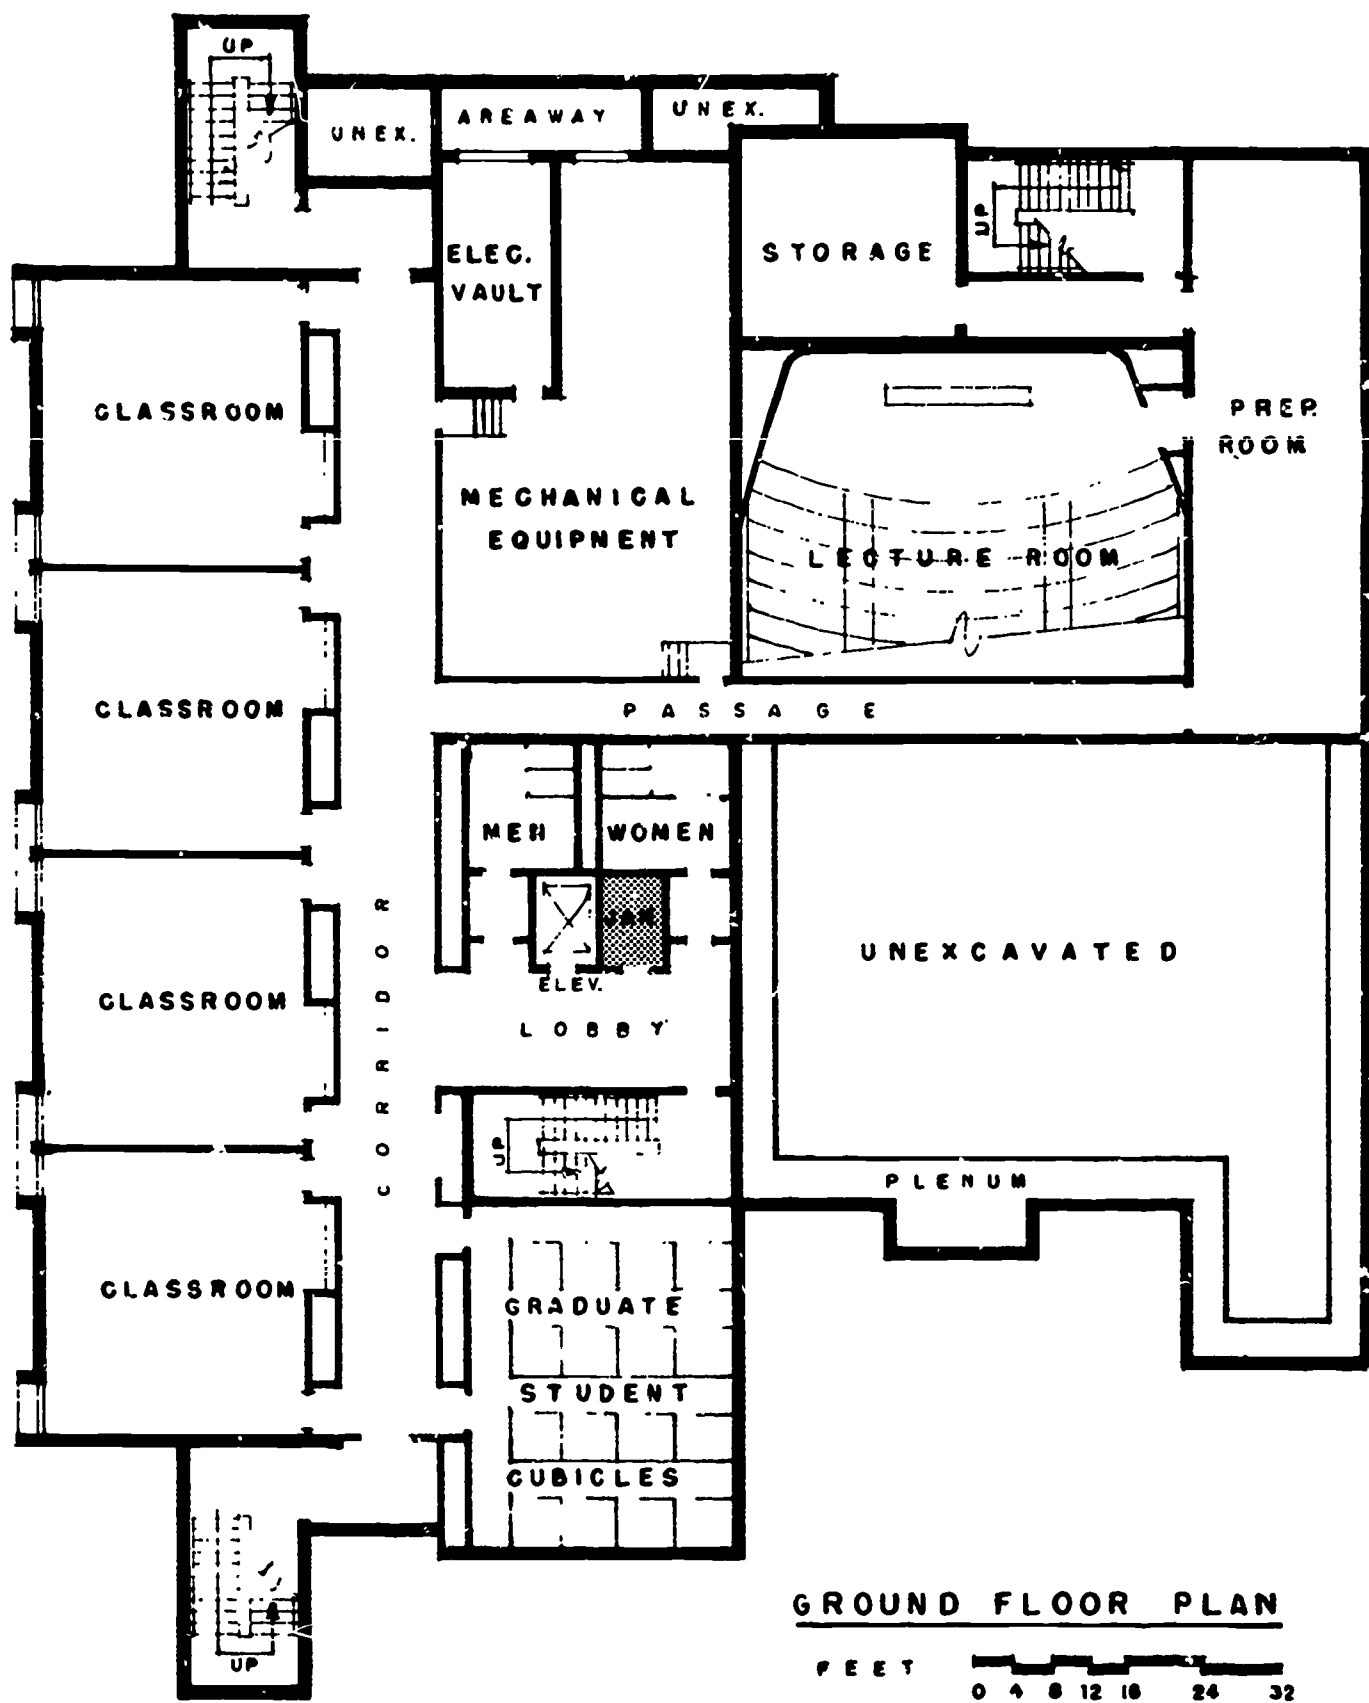 UP
AREAWAY
UNEX.
UNEX.
UP
STORAGE
ELEC.
VAULT
CLASSROOM
PREP.
ROOM
MECHANICAL
EQUIPMENT
LECTURE ROOM
CLASSROOM
PASSAGE
MEN
WOMEN
JAN.
CORRIDOR
UNEXCAVATED
ELEV.
CLASSROOM
LOBBY
UP
PLENUM
CLASSROOM
GRADUATE
STUDENT
CUBICLES
UP
GROUND FLOOR PLAN
FEET
0 4 8 12 16 24 32